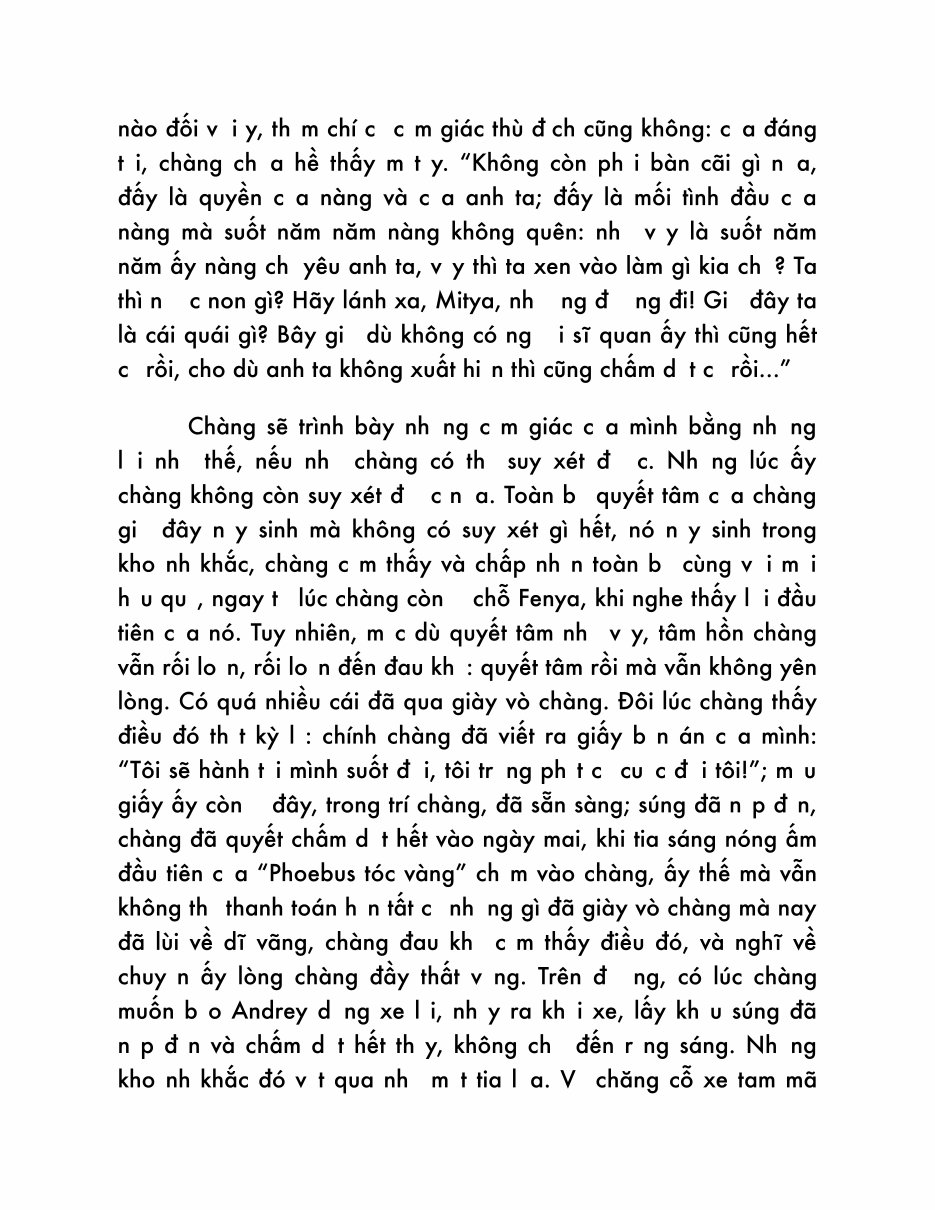 nào đối v i y, th m chí c c m giác thù đ ch cũng không: c a đáng
t i, chàng ch a hề thấy m t y. “Không còn ph i bàn cãi gì n a,
đấy là quyền c a nàng và c a anh ta; đấy là mối tình đầu c a
nàng mà suốt năm năm nàng không quên: nh v y là suốt năm
năm ấy nàng ch yêu anh ta, v y thì ta xen vào làm gì kia ch ? Ta
thì n c non gì? Hãy lánh xa, Mitya, nh ng đ ng đi! Gi đây ta
là cái quái gì? Bây gi dù không có ng i sĩ quan ấy thì cũng hết
c rồi, cho dù anh ta không xuất hi n thì cũng chấm d t c rồi...”
Chàng sẽ trình bày nh ng c m giác c a mình bằng nh ng
l i nh thế, nếu nh chàng có th suy xét đ c. Nh ng lúc ấy
chàng không còn suy xét đ c n a. Toàn b quyết tâm c a chàng
gi đây n y sinh mà không có suy xét gì hết, nó n y sinh trong
kho nh khắc, chàng c m thấy và chấp nh n toàn b cùng v i m i
h u qu , ngay t lúc chàng còn chỗ Fenya, khi nghe thấy l i đầu
tiên c a nó. Tuy nhiên, m c dù quyết tâm nh v y, tâm hồn chàng
vẫn rối lo n, rối lo n đến đau kh : quyết tâm rồi mà vẫn không yên
lòng. Có quá nhiều cái đã qua giày vò chàng. Đôi lúc chàng thấy
điều đó th t kỳ l : chính chàng đã viết ra giấy b n án c a mình:
“Tôi sẽ hành t i mình suốt đ i, tôi tr ng ph t c cu c đ i tôi!”; m u
giấy ấy còn đây, trong trí chàng, đã sẵn sàng; súng đã n p đ n,
chàng đã quyết chấm d t hết vào ngày mai, khi tia sáng nóng ấm
đầu tiên c a “Phoebus tóc vàng” ch m vào chàng, ấy thế mà vẫn
không th thanh toán h n tất c nh ng gì đã giày vò chàng mà nay
đã lùi về dĩ vãng, chàng đau kh c m thấy điều đó, và nghĩ về
chuy n ấy lòng chàng đầy thất v ng. Trên đ ng, có lúc chàng
muốn b o Andrey d ng xe l i, nh y ra kh i xe, lấy kh u súng đã
n p đ n và chấm d t hết th y, không ch đến r ng sáng. Nh ng
kho nh khắc đó v t qua nh m t tia l a. V chăng cỗ xe tam mã